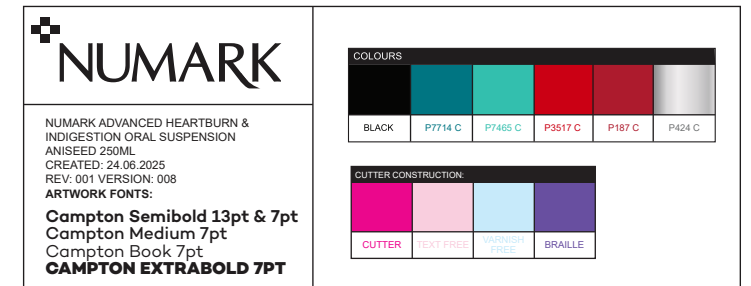 NUMARK
NUMARK ADVANCED HEARTBURN &
INDIGESTION ORAL SUSPENSION
ANISEED 250ML
CREATED: 24.06.2025
REV: 001 VERSION: 008
ARTWORK FONTS:
Campton Semibold 13pt & 7pt
Campton Medium 7pt
Campton Book 7pt
CAMPTON EXTRABOLD 7PT
COLOURS
BLACK P7714 C P7465 C P3517 C P187 C P424 C
CUTTER CONSTRUCTION:
CUTTER TEXT FREE VARNISH FREE BRAILLE